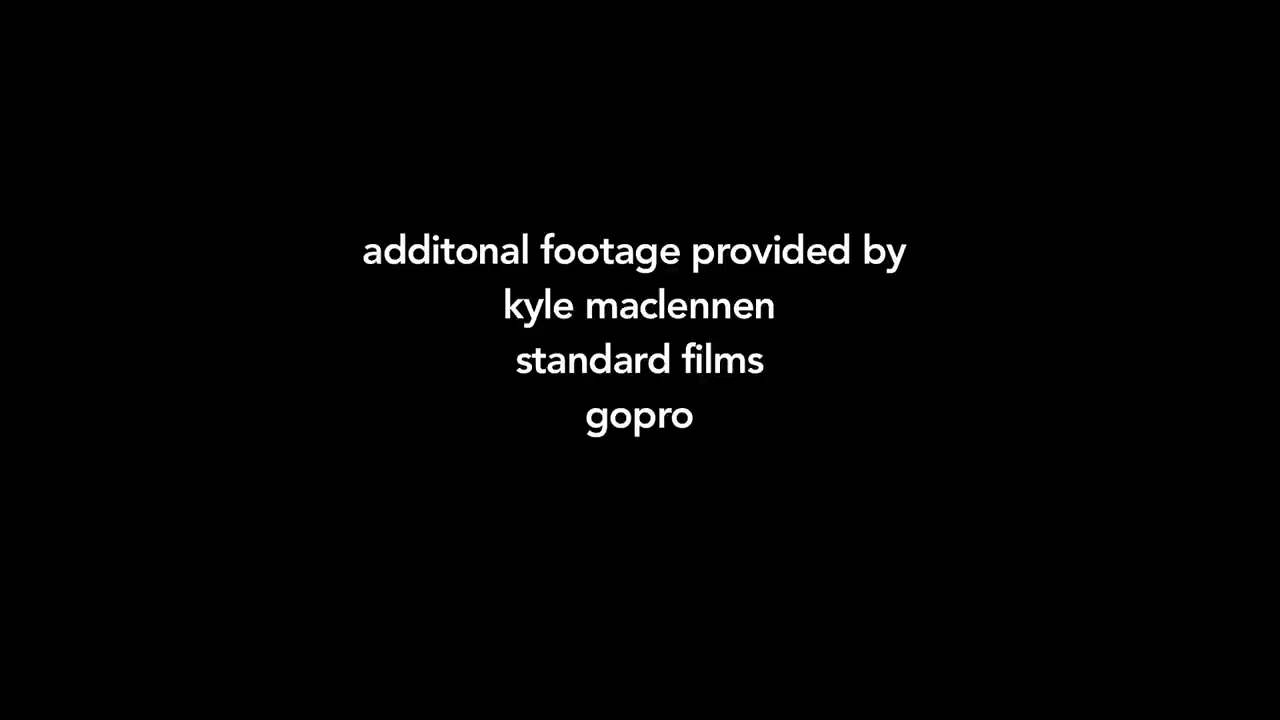 additonal footage provided by
kyle maclennen
standard films
gopro